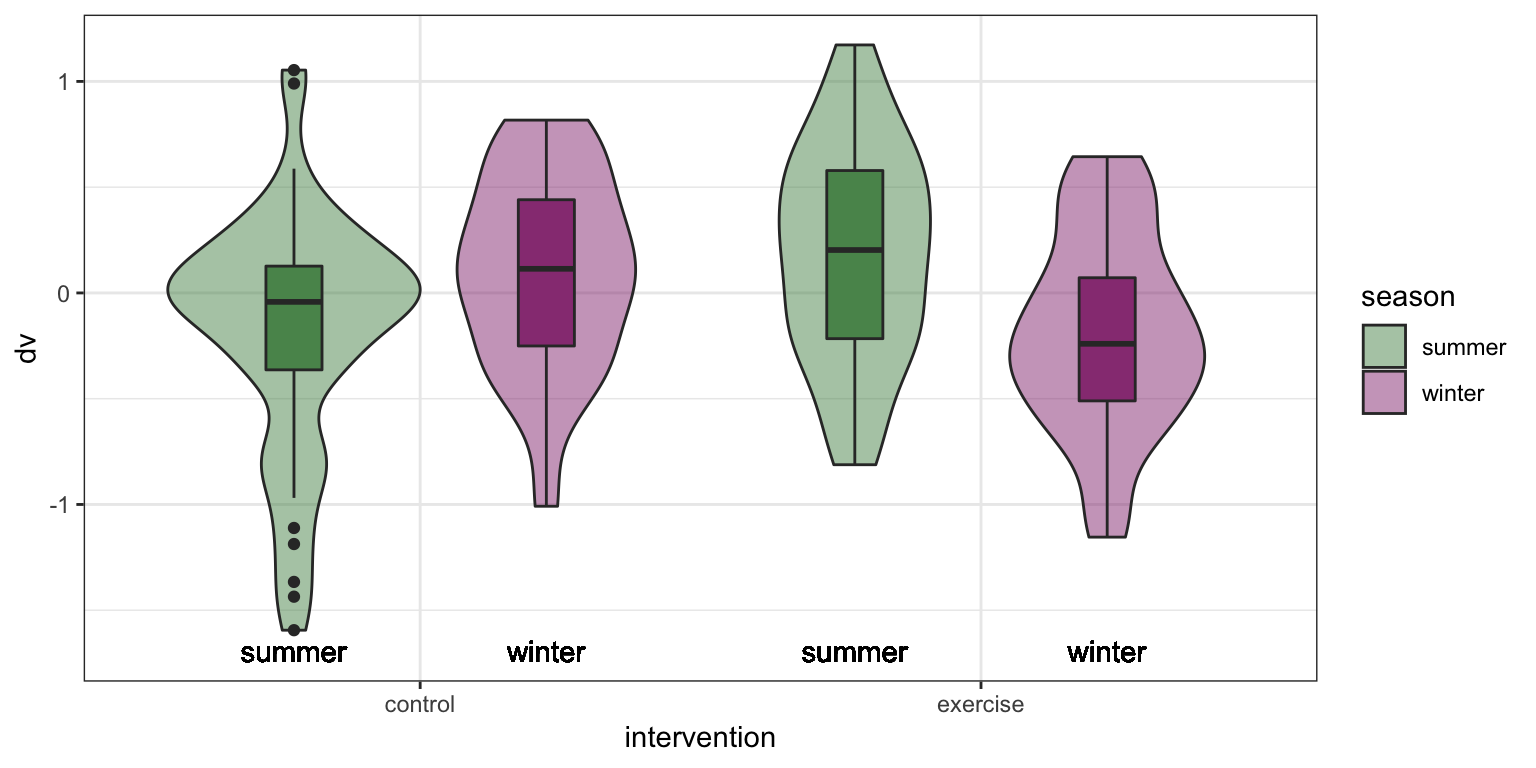 1
0
-1
dv
summer winter summer winter
control exercise
intervention
season
summer
winter